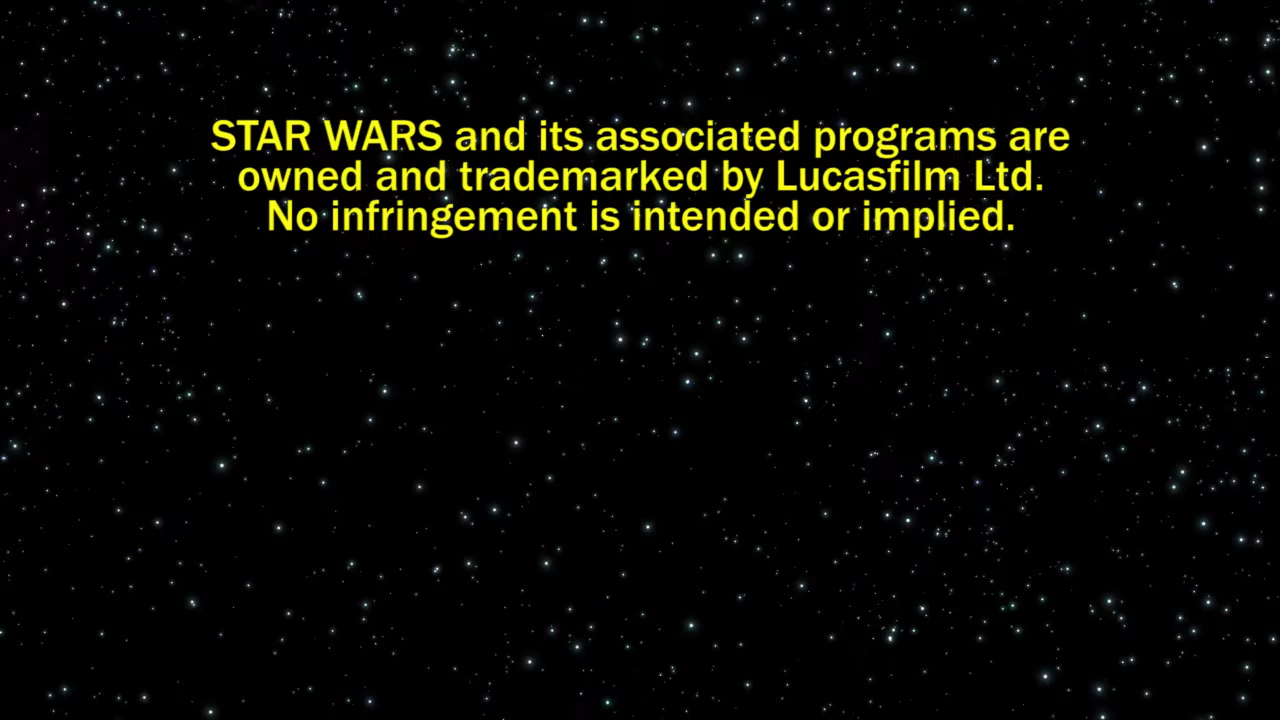 STAR WARS and its associated programs are
owned and trademarked by Lucasfilm Ltd.
No infringement is intended or implied.